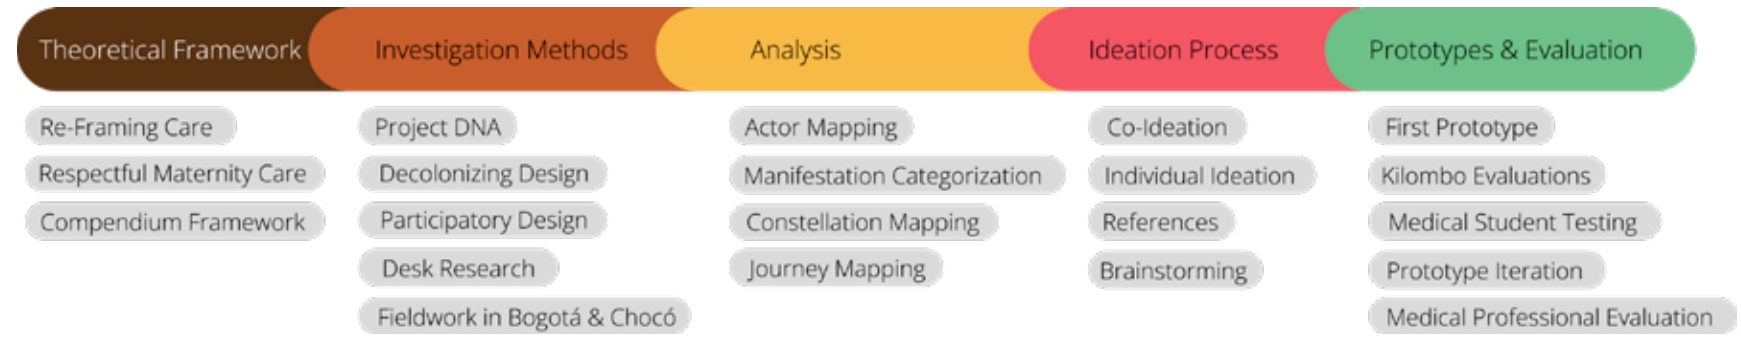 Theoretical Framework
Re-Framing Care
Respectful Maternity Care
Compendium Framework
Investigation Methods
Project DNA
Decolonizing Design
Participatory Design
Desk Research
Fieldwork in Bogotá & Chocó
Analysis
Actor Mapping
Manifestation Categorization
Constellation Mapping
Journey Mapping
Ideation Process
Co-Ideation
Individual Ideation
References
Brainstorming
Prototypes & Evaluation
First Prototype
Kilombo Evaluations
Medical Student Testing
Prototype Iteration
Medical Professional Evaluation